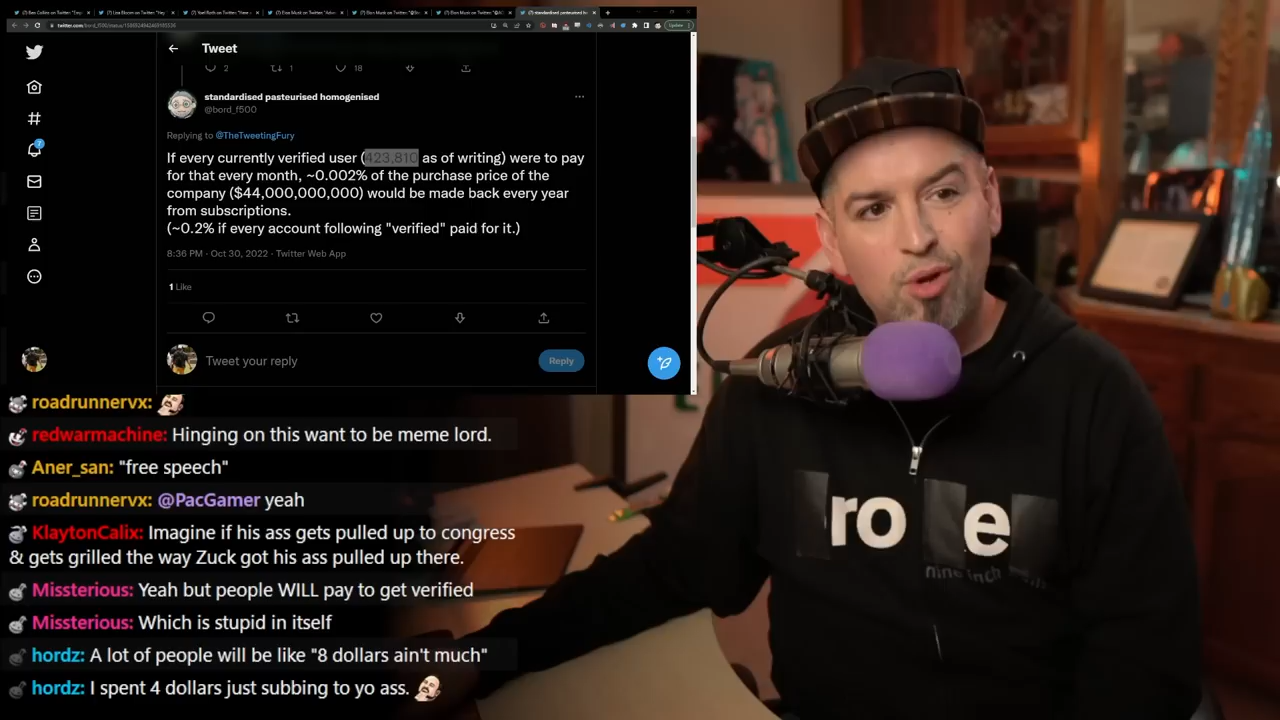 Tweet
2
1
18
standardised pasteurised homogenised
@bord_f500
Replying to @TheTweetingFury
If every currently verified user (423,810 as of writing) were to pay
for that every month, ~0.002% of the purchase price of the
company ($44,000,000,000) would be made back every year
from subscriptions.
(~0.2% if every account following "verified" paid for it.)
8:36 PM · Oct 30, 2022 · Twitter Web App
1 Like
Tweet your reply
Reply
roadrunnervx:
redwarmachine: Hinging on this want to be meme lord.
Aner_san: "free speech"
roadrunnervx: @PacGamer yeah
KlaytonCalix: Imagine if his ass gets pulled up to congress
& gets grilled the way Zuck got his ass pulled up there.
Missterious: Yeah but people WILL pay to get verified
Missterious: Which is stupid in itself
hordz: A lot of people will be like "8 dollars ain't much"
hordz: I spent 4 dollars just subbing to yo ass.
ro e
nine inch